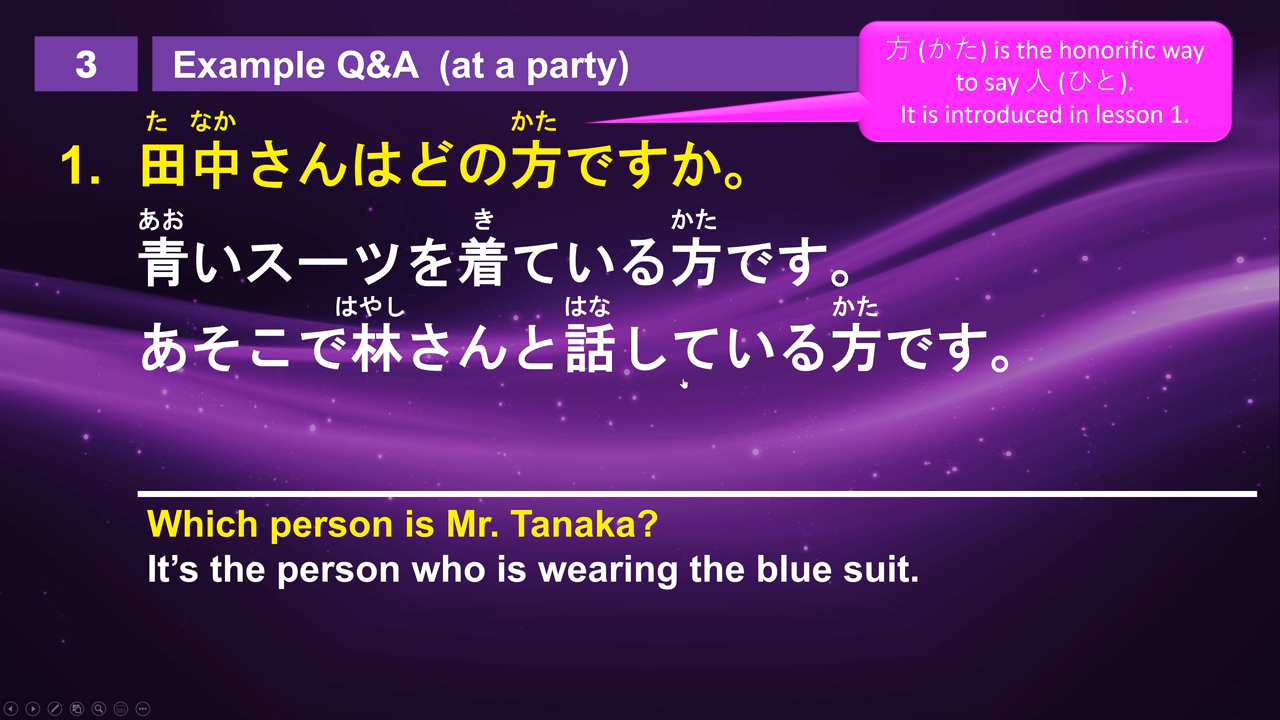 3
Example Q&A (at a party)
方 (かた) is the honorific way
to say 人 (ひと).
It is introduced in lesson 1.
た なか かた
1. 田中さんはどの方ですか。
あお き かた
青いスーツを着ている方です。
はやし はな かた
あそこで林さんと話している方です。
Which person is Mr. Tanaka?
It’s the person who is wearing the blue suit.